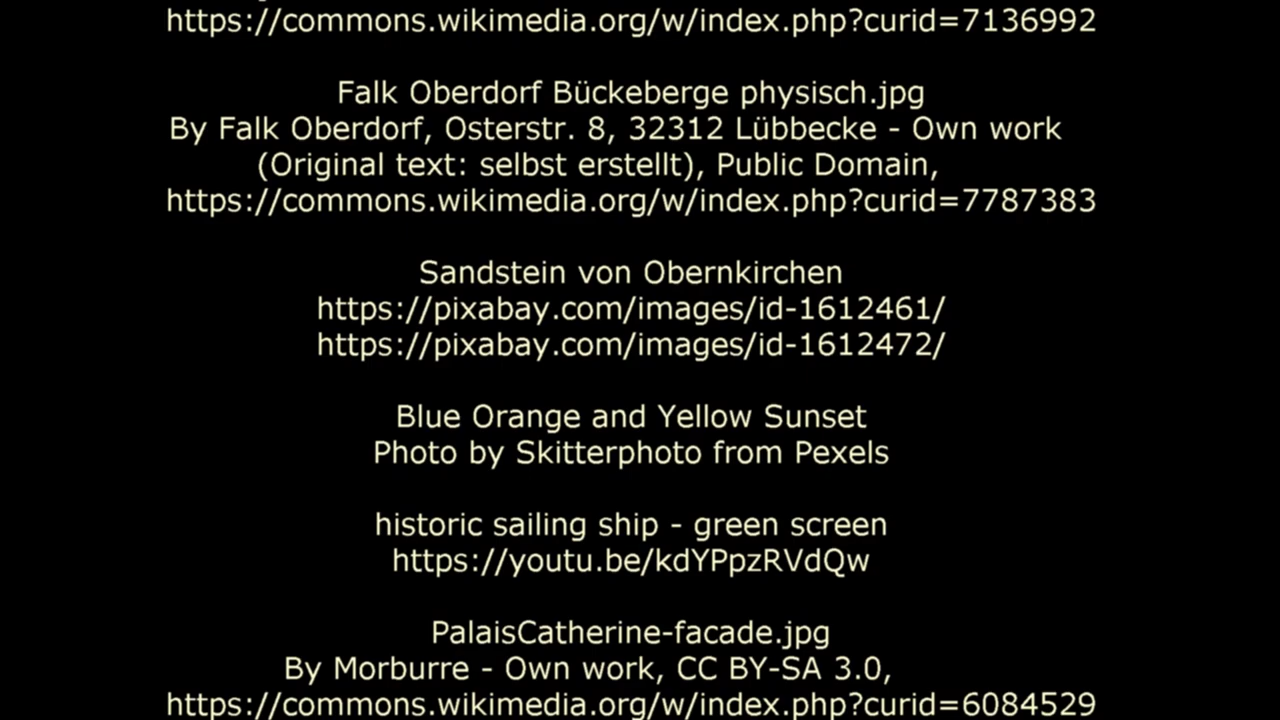 https://commons.wikimedia.org/w/index.php?curid=7136992
Falk Oberdorf Bückeberge physisch.jpg
By Falk Oberdorf, Osterstr. 8, 32312 Lübbecke - Own work
(Original text: selbst erstellt), Public Domain,
https://commons.wikimedia.org/w/index.php?curid=7787383
Sandstein von Obernkirchen
https://pixabay.com/images/id-1612461/
https://pixabay.com/images/id-1612472/
Blue Orange and Yellow Sunset
Photo by Skitterphoto from Pexels
historic sailing ship - green screen
https://youtu.be/kdYPpzRVdQw
PalaisCatherine-facade.jpg
By Morburre - Own work, CC BY-SA 3.0,
https://commons.wikimedia.org/w/index.php?curid=6084529